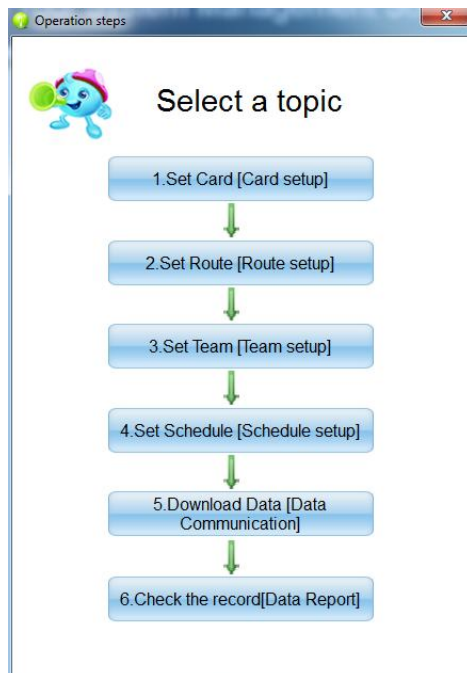 Operation steps
Select a topic
1.Set Card [Card setup]
2.Set Route [Route setup]
3.Set Team [Team setup]
4.Set Schedule [Schedule setup]
5.Download Data [Data
Communication]
6.Check the record[Data Report]